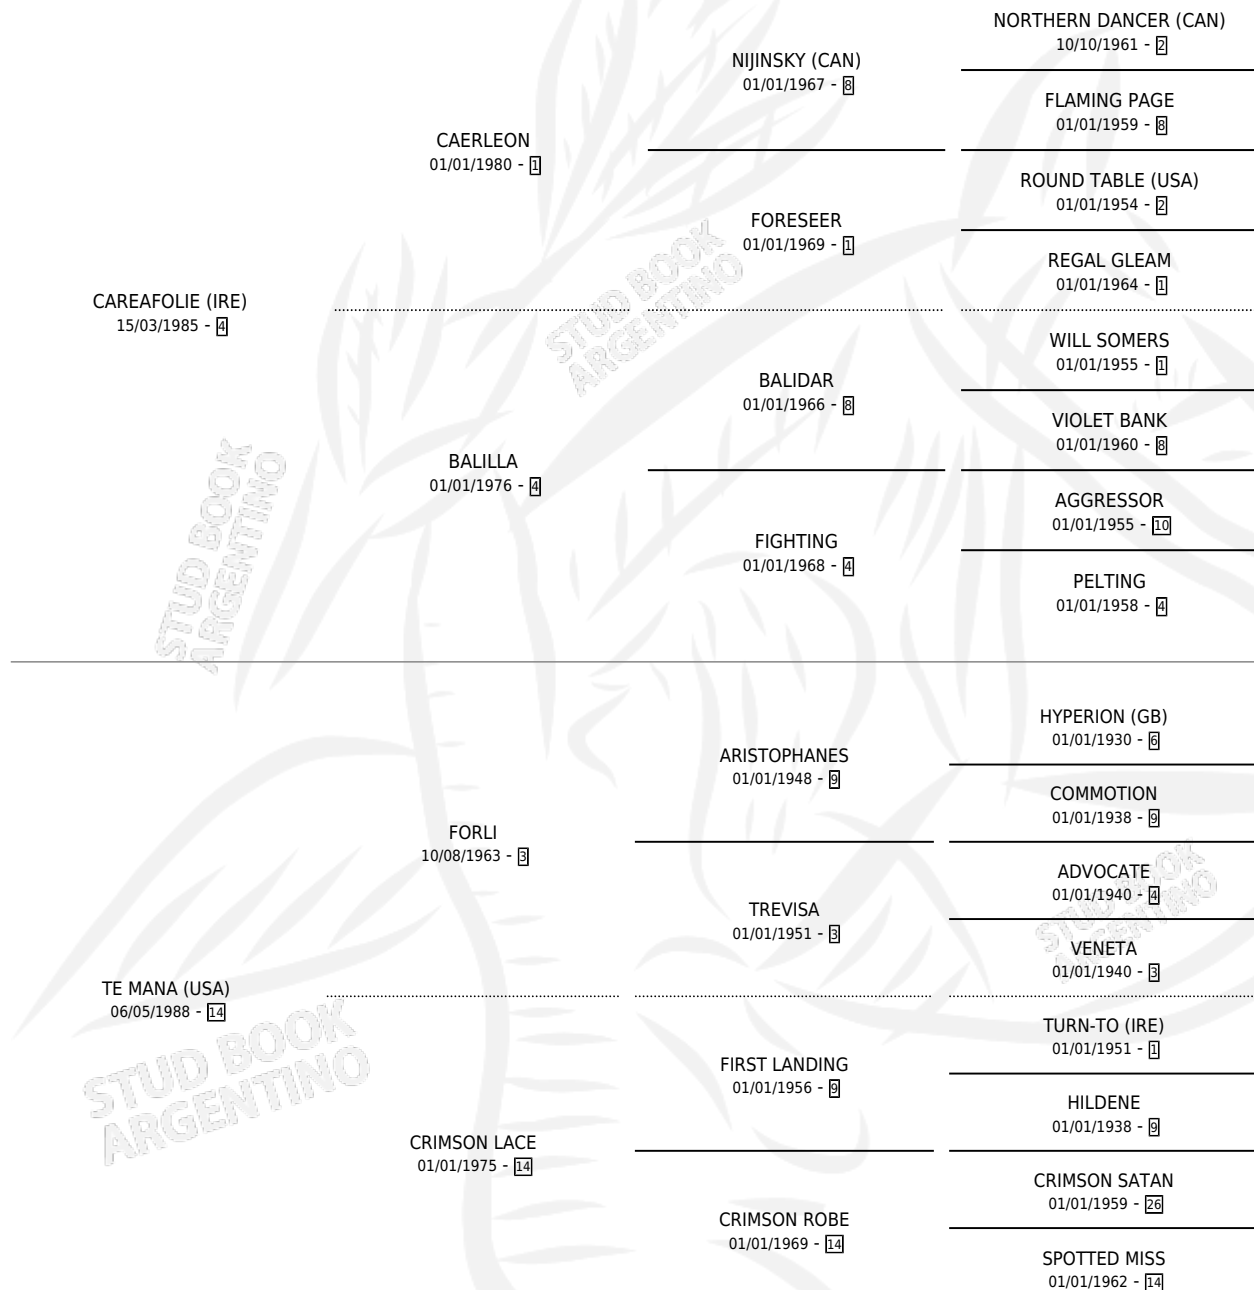 NORTHERN DANCER (CAN)
10/10/1961 - 2
NIJINSKY (CAN)
01/01/1967 - 8
FLAMING PAGE
01/01/1959 - 8
CAERLEON
01/01/1980 - 1
ROUND TABLE (USA)
01/01/1954 - 2
FORESEER
01/01/1969 - 1
REGAL GLEAM
01/01/1964 - 1
CAREAFOLIE (IRE)
15/03/1985 - 4
STUD BOOK
ARGENTINO
WILL SOMERS
01/01/1955 - 1
BALIDAR
01/01/1966 - 8
VIOLET BANK
01/01/1960 - 8
BALILLA
01/01/1976 - 4
AGGRESSOR
01/01/1955 - 10
FIGHTING
01/01/1968 - 4
PELTING
01/01/1958 - 4
STUD BOOK
ARGENTINO
HYPERION (GB)
01/01/1930 - 6
ARISTOPHANES
01/01/1948 - 9
COMMOTION
01/01/1938 - 9
FORLI
10/08/1963 - 3
ADVOCATE
01/01/1940 - 4
TREVISA
01/01/1951 - 3
VENETA
01/01/1940 - 3
STUD BOOK
ARGENTINO
TE MANA (USA)
06/05/1988 - 14
TURN-TO (IRE)
01/01/1951 - 1
FIRST LANDING
01/01/1956 - 9
HILDENE
01/01/1938 - 9
STUD BOOK
ARGENTINO
CRIMSON LACE
01/01/1975 - 14
CRIMSON SATAN
01/01/1959 - 26
CRIMSON ROBE
01/01/1969 - 14
SPOTTED MISS
01/01/1962 - 14